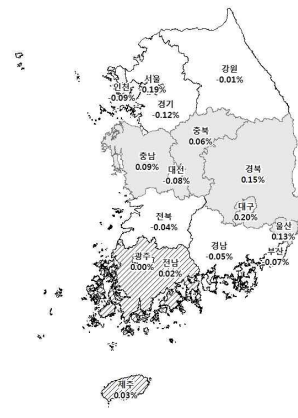 강원
-0.01%
서울
-0.19%
인천
-0.09%
경기
-0.12%
충북
0.06%
충남
0.09%
대전
-0.08%
경북
0.15%
대구
0.20%
울산
0.13%
전북
-0.04%
경남
-0.05%
부산
-0.07%
광주
0.00%
전남
0.02%
제주
0.03%